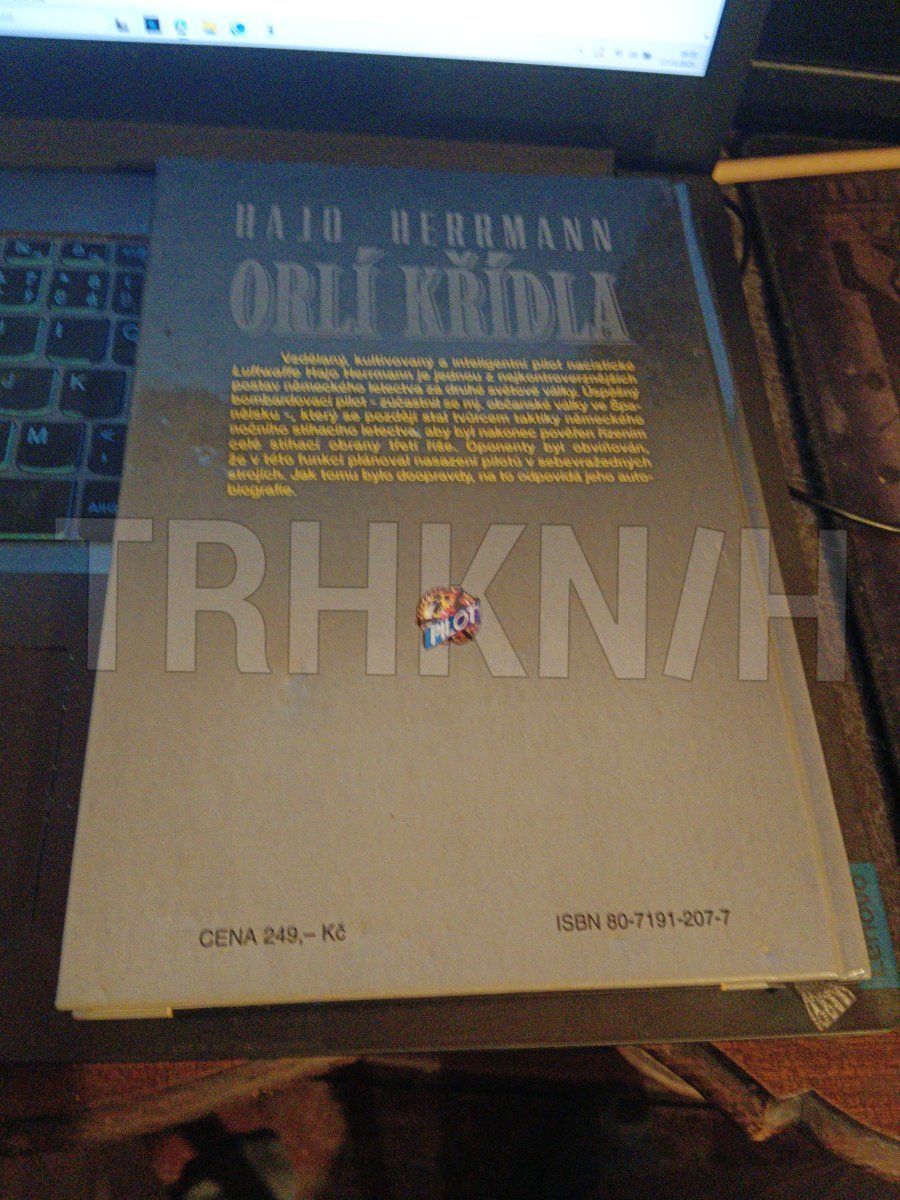 HAJO HERRMANN
ORLÍ KŘÍDLA
Vzdělaný, kultivovaný a inteligentní pilot nacistické
Luftwaffe Hajo Herrmann je jednou z nejkontroverznějších
postav německého letectva za druhé světové války. Úspěšný
bombardovací pilot - zúčastnil se mj. občanské války ve Špa-
nělsku -, který se později stal tvůrcem taktiky německého
nočního stíhacího letectva, aby byl nakonec pověřen řízením
celé stíhací obrany třetí říše. Oponenty byl obviňován,
že v této funkci plánoval nasazení pilotů v sebevražedných
strojích. Jak tomu bylo doopravdy, na to odpovídá jeho auto-
biografie.
TRHKNIH
PILOT
CENA 249,– Kč
ISBN 80-7191-207-7
Lenovo
K
M